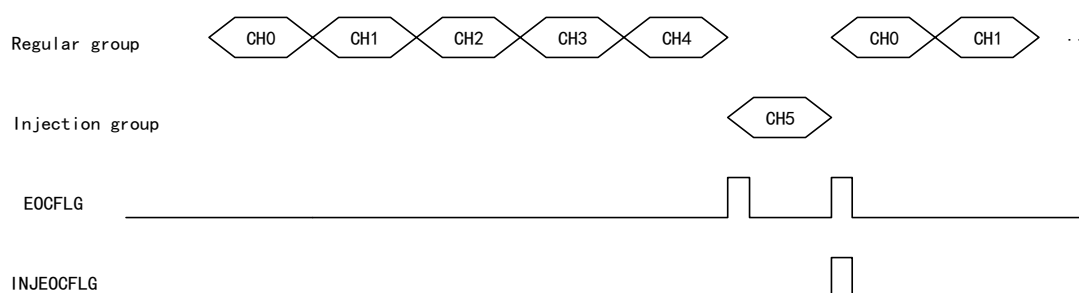 Regular group CH0 CH1 CH2 CH3 CH4 CH0 CH1 ..
Injection group CH5
EOCFLG
INJEOCFLG